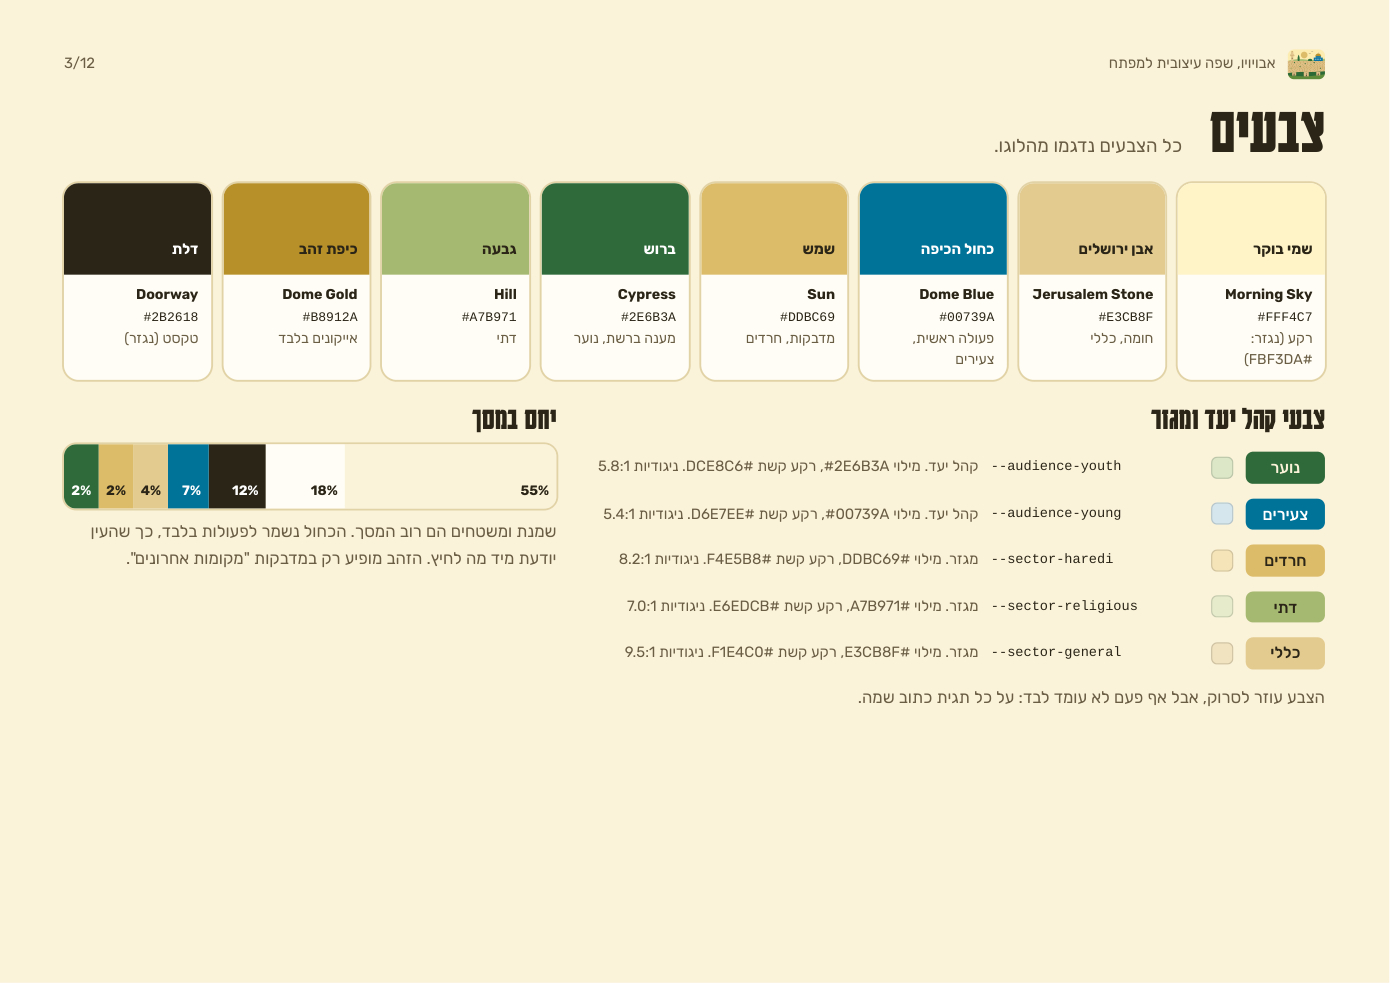 אבויויו, שפה עיצובית למפתח
3/12
צבעים
כל הצבעים נדגמו מהלוגו.
שמי בוקר
Morning Sky
#FFF4C7
רקע (נגזר:
#FBF3DA)
אבן ירושלים
Jerusalem Stone
#E3CB8F
חומה, כללי
כחול הכיפה
Dome Blue
#00739A
פעולה ראשית,
צעירים
שמש
Sun
#DDBC69
מדבקות, חרדים
ברוש
Cypress
#2E6B3A
מענה ברשת, נוער
גבעה
Hill
#A7B971
דתי
כיפת זהב
Dome Gold
#B8912A
אייקונים בלבד
דלת
Doorway
#2B2618
טקסט (נגזר)
צבעי קהל יעד ומגזר
נוער
--audience-youth
קהל יעד. מילוי #2E6B3A, רקע קשת #DCE8C6. ניגודיות 5.8:1
צעירים
--audience-young
קהל יעד. מילוי #00739A, רקע קשת #D6E7EE. ניגודיות 5.4:1
חרדים
--sector-haredi
מגזר. מילוי #DDBC69, רקע קשת #F4E5B8. ניגודיות 8.2:1
דתי
--sector-religious
מגזר. מילוי #A7B971, רקע קשת #E6EDCB. ניגודיות 7.0:1
כללי
--sector-general
מגזר. מילוי #E3CB8F, רקע קשת #F1E4C0. ניגודיות 9.5:1
הצבע עוזר לסרוק, אבל אף פעם לא עומד לבד: על כל תגית כתוב שמה.
יחס במסך
55%
18%
12%
7%
4%
2%
2%
שמנת ומשטחים הם רוב המסך. הכחול נשמר לפעולות בלבד, כך שהעין
יודעת מיד מה לחיץ. הזהב מופיע רק במדבקות "מקומות אחרונים".